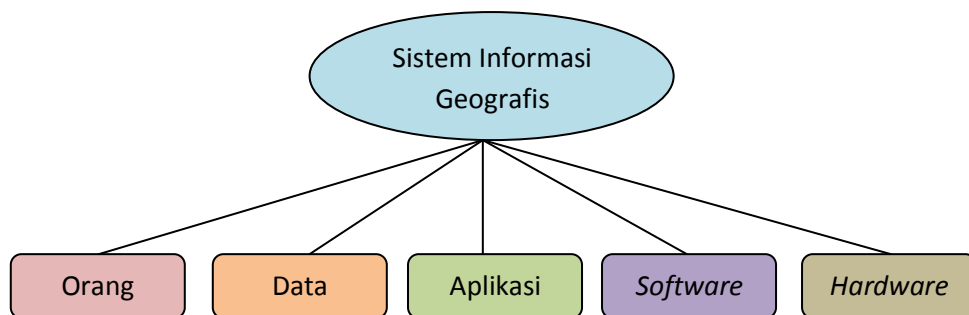 Sistem Informasi
Geografis
Orang
Data
Aplikasi
Software
Hardware